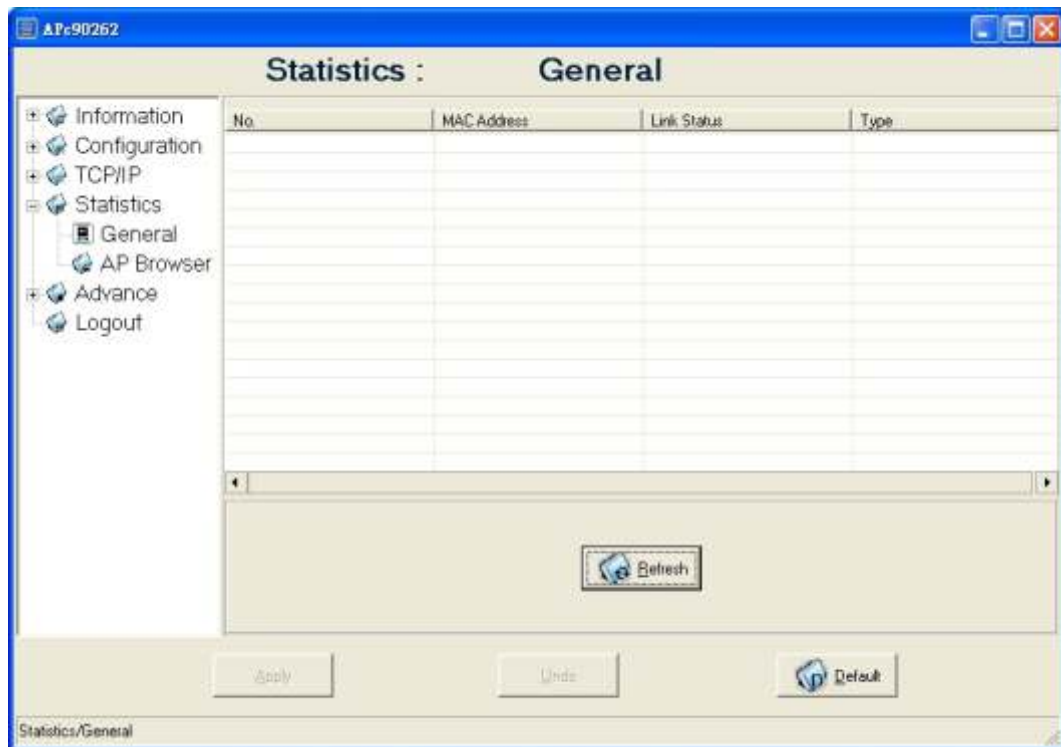 APc90262
Statistics : General
Information
Configuration
TCP/IP
Statistics
General
AP Browser
Advance
Logout
No. MAC Address Link Status Type
Refresh
Apply Undo Default
Statistics/General